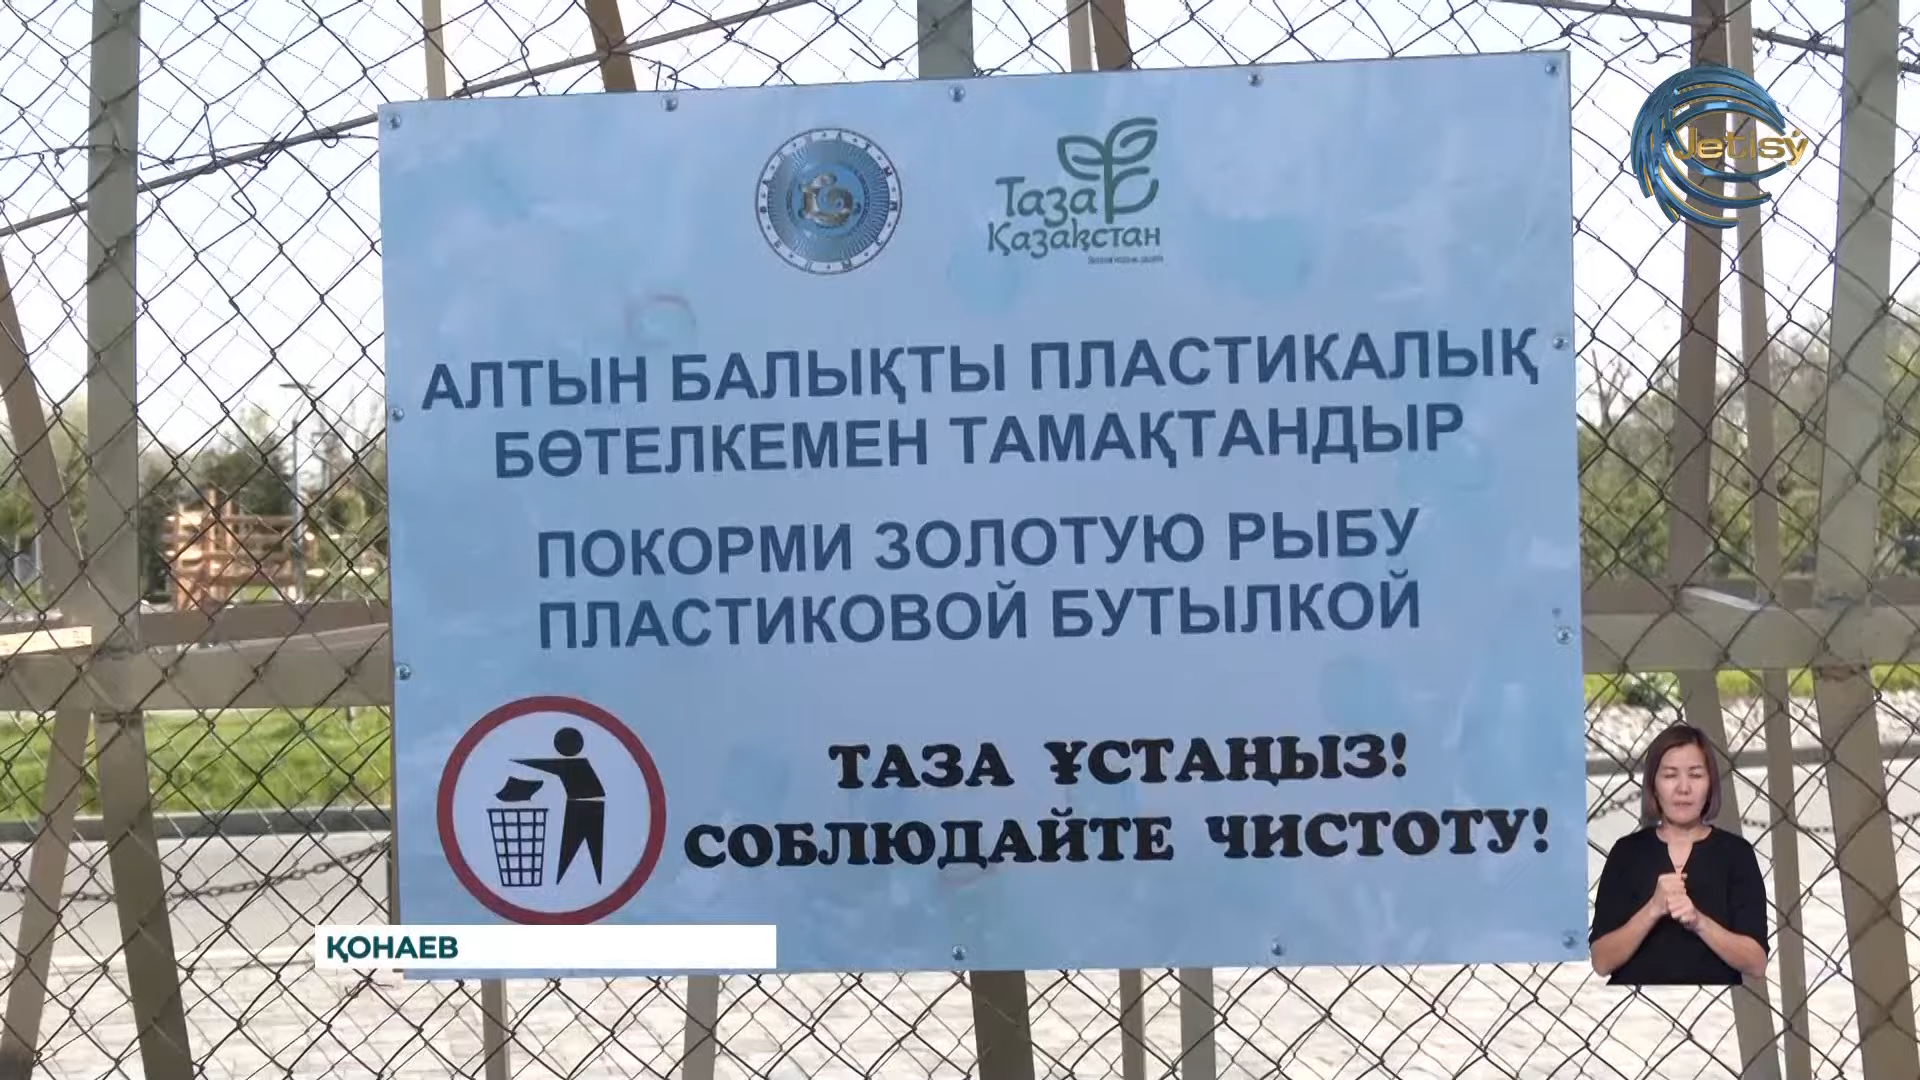 Jetisý
Таза
Қазақстан
АЛТЫН БАЛЫҚТЫ ПЛАСТИКАЛЫҚ
БӨТЕЛКЕМЕН ТАМАҚТАНДЫР
ПОКОРМИ ЗОЛОТУЮ РЫБУ
ПЛАСТИКОВОЙ БУТЫЛКОЙ
ТАЗА ҰСТАҢЫЗ!
СОБЛЮДАЙТЕ ЧИСТОТУ!
ҚОНАЕВ